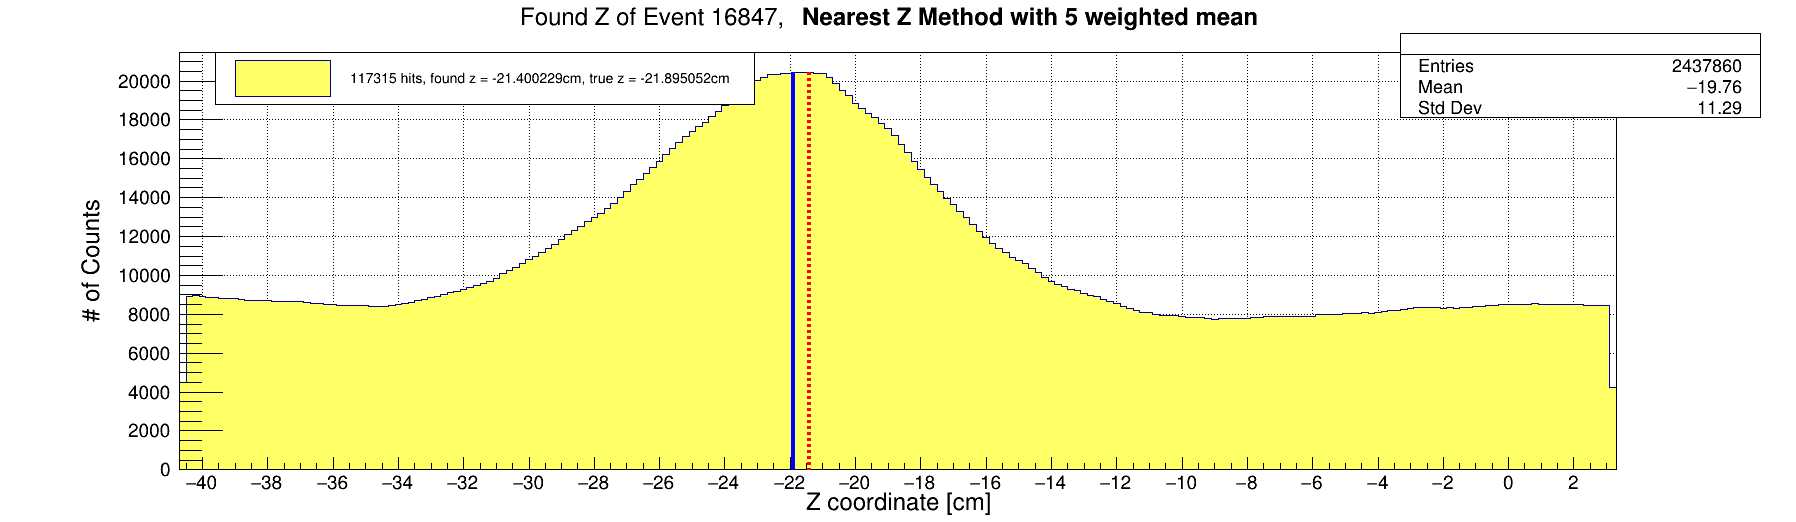 Found Z of Event 16847, Nearest Z Method with 5 weighted mean
117315 hits, found z = -21.400229cm, true z = -21.895052cm
Entries 2437860
Mean −19.76
Std Dev 11.29
# of Counts
20000
18000
16000
14000
12000
10000
8000
6000
4000
2000
0
−40 −38 −36 −34 −32 −30 −28 −26 −24 −22 −20 −18 −16 −14 −12 −10 −8 −6 −4 −2 0 2
Z coordinate [cm]